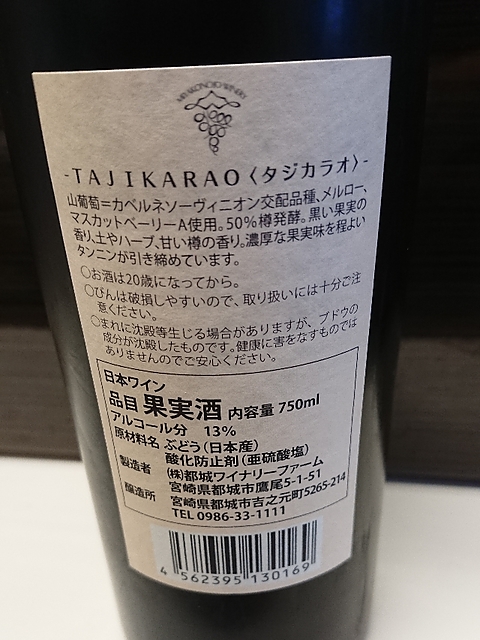 MIYAKONOJO WINERY
-TAJIKARAO〈タジカラオ〉-
山葡萄=カベルネソーヴィニオン交配品種、メルロー、
マスカットベーリーA使用。50%樽発酵。黒い果実の
香り、土やハーブ、甘い樽の香り。濃厚な果実味を程よい
タンニンが引き締めています。
○お酒は20歳になってから。
○びんは破損しやすいので、取り扱いには十分ご注
意ください。
○まれに沈殿等生じる場合がありますが、ブドウの
成分が沈殿したものです。健康に害をなすものでは
ありませんのでご安心ください。
日本ワイン
品目 果実酒 内容量 750ml
アルコール分 13%
原材料名 ぶどう(日本産)
酸化防止剤(亜硫酸塩)
製造者 (株)都城ワイナリーファーム
宮崎県都城市鷹尾5-1-51
醸造所 宮崎県都城市吉之元町5265-214
TEL 0986-33-1111
4 562395 130169